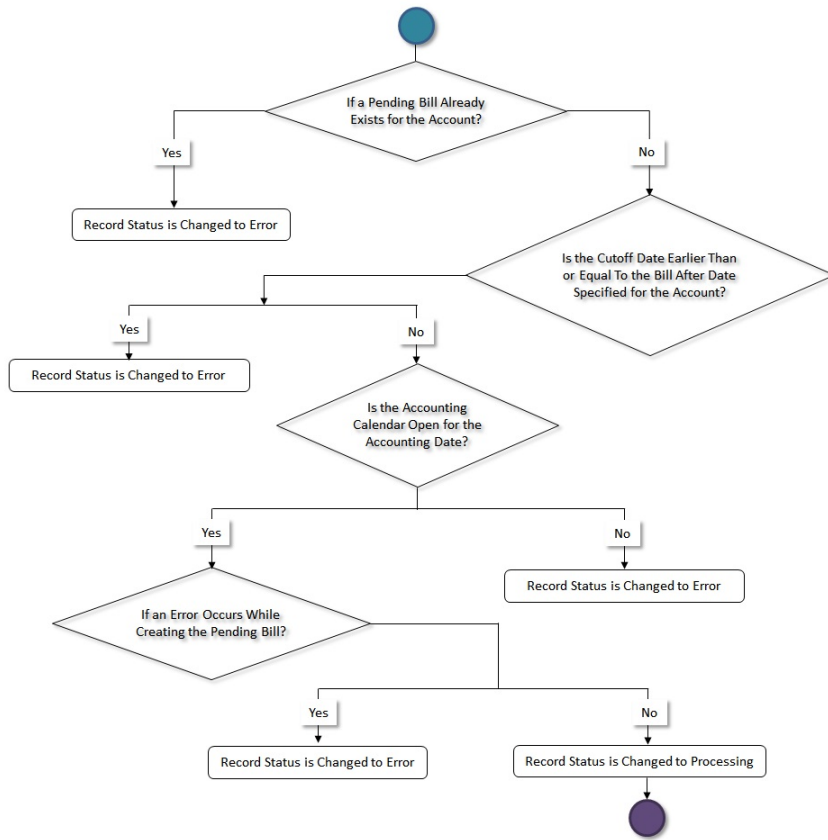 If a Pending Bill Already
Exists for the Account?
Yes
No
Record Status is Changed to Error
Is the Cutoff Date Earlier Than
or Equal To the Bill After Date
Specified for the Account?
Yes
No
Record Status is Changed to Error
Is the Accounting
Calendar Open for the
Accounting Date?
Yes
No
Record Status is Changed to Error
If an Error Occurs While
Creating the Pending Bill?
Yes
No
Record Status is Changed to Error
Record Status is Changed to Processing